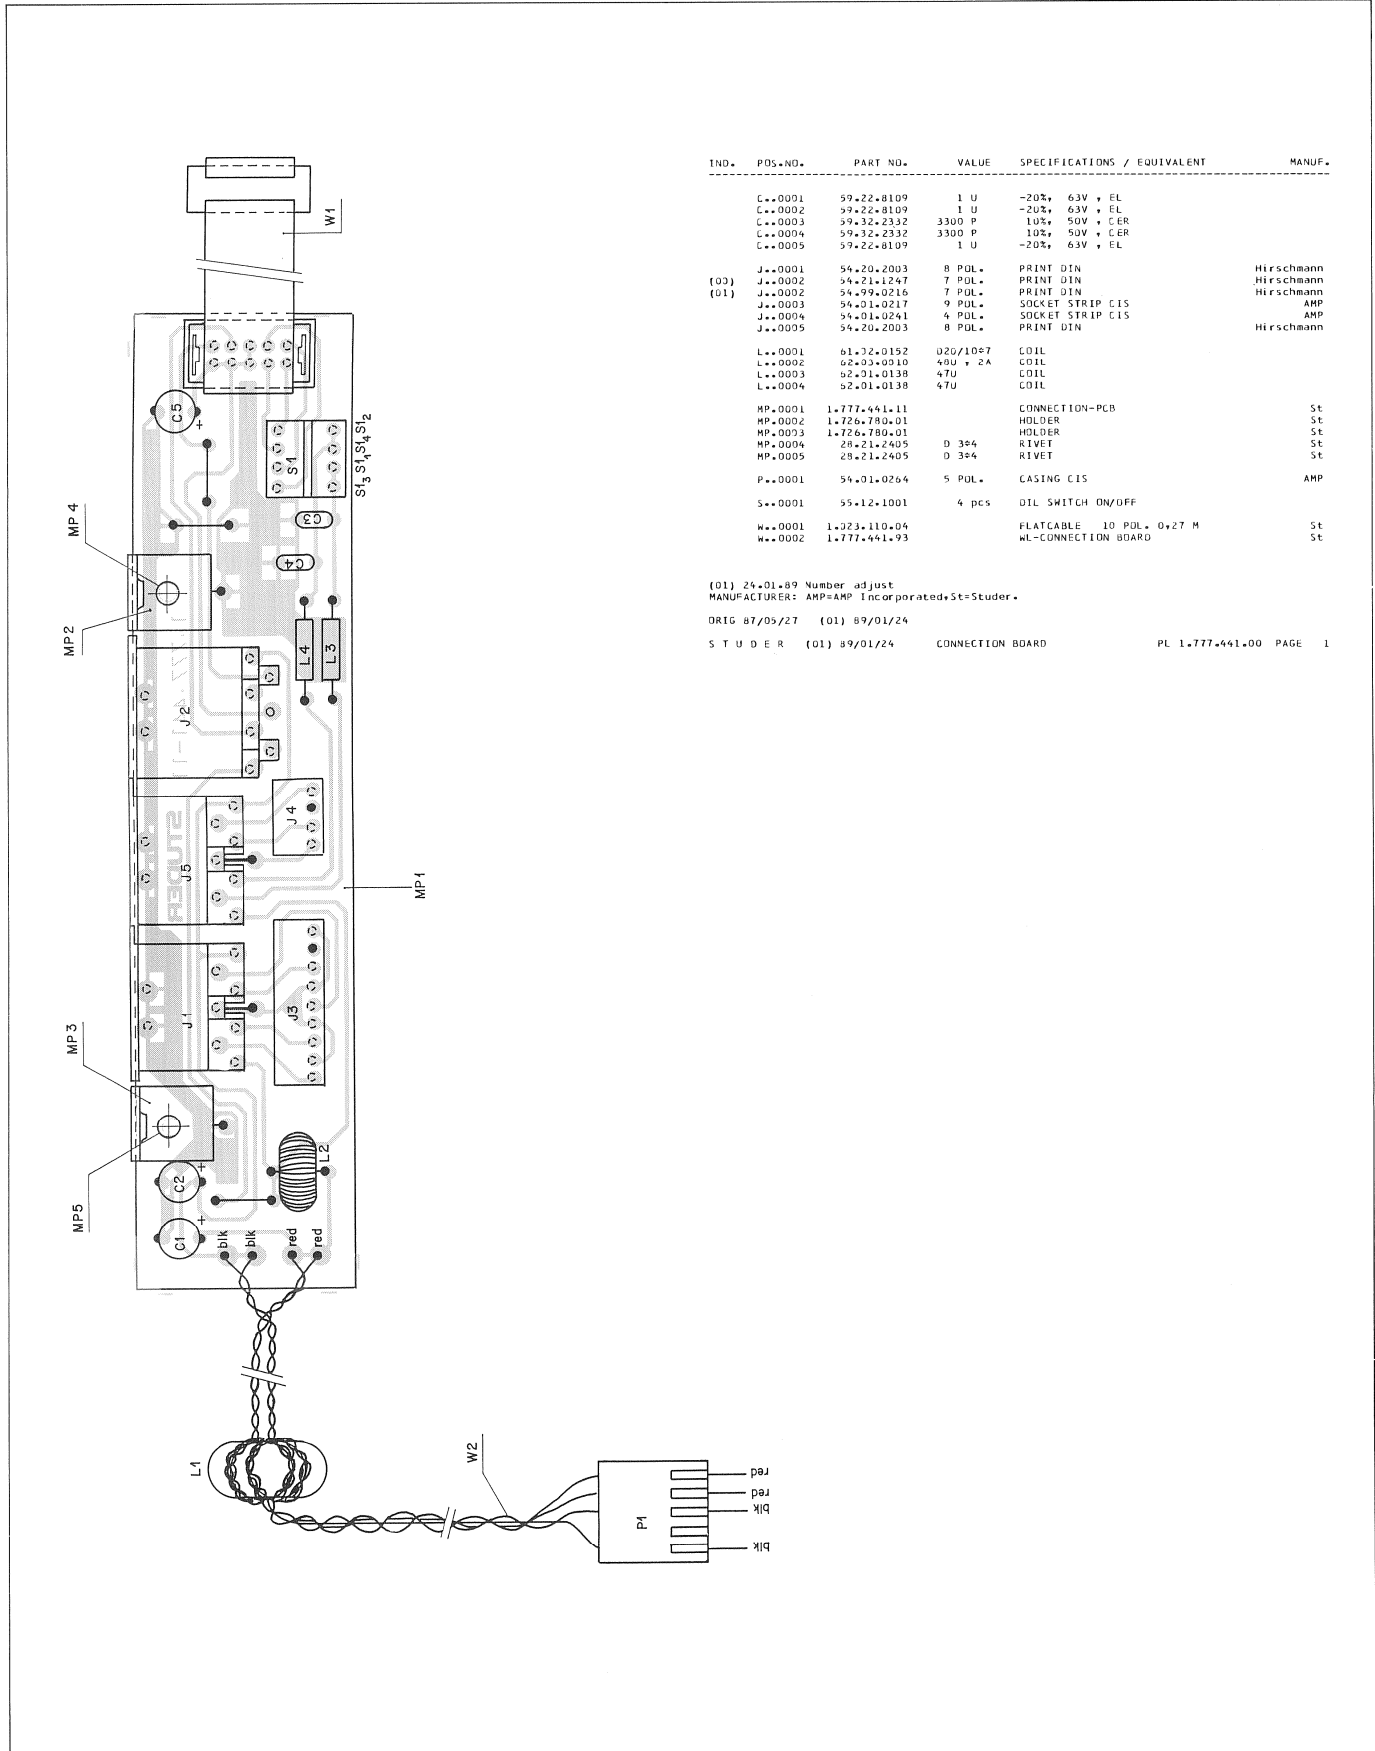 IND. POS.NO. PART NO. VALUE SPECIFICATIONS / EQUIVALENT MANUF.
C..0001 59.22.8109 1 U -20%, 63V , EL
C..0002 59.22.8109 1 U -20%, 63V , EL
C..0003 59.32.2332 3300 P 10%, 50V , CER
C..0004 59.32.2332 3300 P 10%, 50V , CER
C..0005 59.22.8109 1 U -20%, 63V , EL
J..0001 54.20.2003 8 POL. PRINT DIN Hirschmann
(00) J..0002 54.21.1247 7 POL. PRINT DIN Hirschmann
(01) J..0002 54.99.0216 7 POL. PRINT DIN Hirschmann
J..0003 54.01.0217 9 POL. SOCKET STRIP CIS AMP
J..0004 54.01.0241 4 POL. SOCKET STRIP CIS AMP
J..0005 54.20.2003 8 POL. PRINT DIN Hirschmann
L..0001 61.02.0152 D20/10*7 COIL
L..0002 62.03.0010 40U , 2A COIL
L..0003 62.01.0138 47U COIL
L..0004 62.01.0138 47U COIL
MP.0001 1.777.441.11 CONNECTION-PCB St
MP.0002 1.726.780.01 HOLDER St
MP.0003 1.726.780.01 HOLDER St
MP.0004 28.21.2405 D 3*4 RIVET St
MP.0005 28.21.2405 D 3*4 RIVET St
P..0001 54.01.0264 5 POL. CASING CIS AMP
S..0001 55.12.1001 4 pcs DIL SWITCH ON/OFF
W..0001 1.023.110.04 FLATCABLE 10 POL. 0,27 M St
W..0002 1.777.441.93 WL-CONNECTION BOARD St
(01) 24.01.89 Number adjust
MANUFACTURER: AMP=AMP Incorporated,St=Studer.
ORIG 87/05/27 (01) 89/01/24
S T U D E R (01) 89/01/24 CONNECTION BOARD PL 1.777.441.00 PAGE 1
W1
C5
+
S1
S1₃ S1₁ S1₄ S1₂
C3
C4
MP4
MP2
L4
L3
J2
J4
J5
STUDER
MP1
J1
J3
MP3
MP5
L2
C2
+
C1
+
blk
blk
red
red
L1
W2
P1
red
red
blk
blk